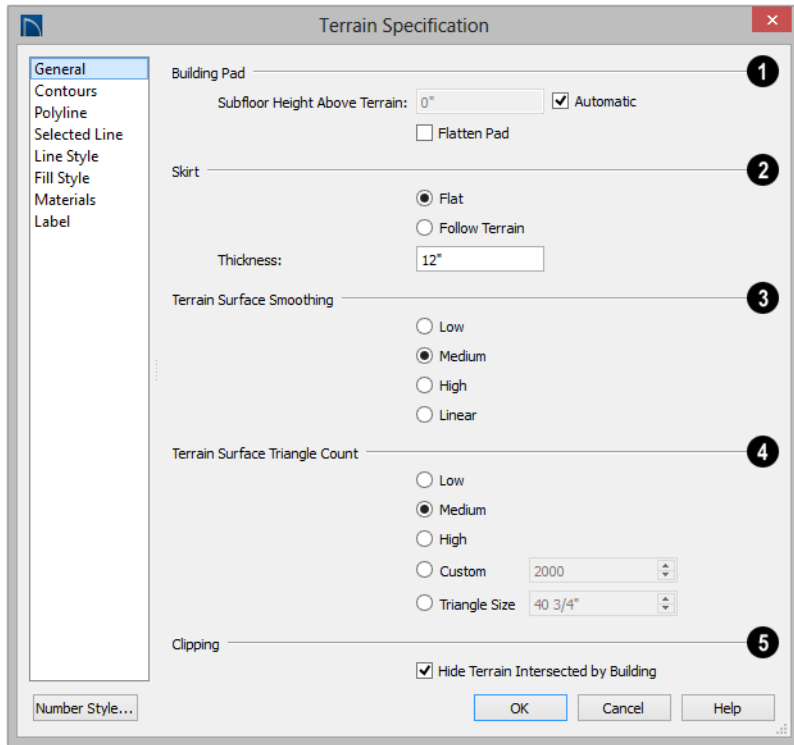 Terrain Specification
General
Contours
Polyline
Selected Line
Line Style
Fill Style
Materials
Label
Building Pad 1
Subfloor Height Above Terrain: 0" Automatic
Flatten Pad
Skirt 2
Flat
Follow Terrain
Thickness: 12"
Terrain Surface Smoothing 3
Low
Medium
High
Linear
Terrain Surface Triangle Count 4
Low
Medium
High
Custom 2000
Triangle Size 40 3/4"
Clipping 5
Hide Terrain Intersected by Building
Number Style... OK Cancel Help